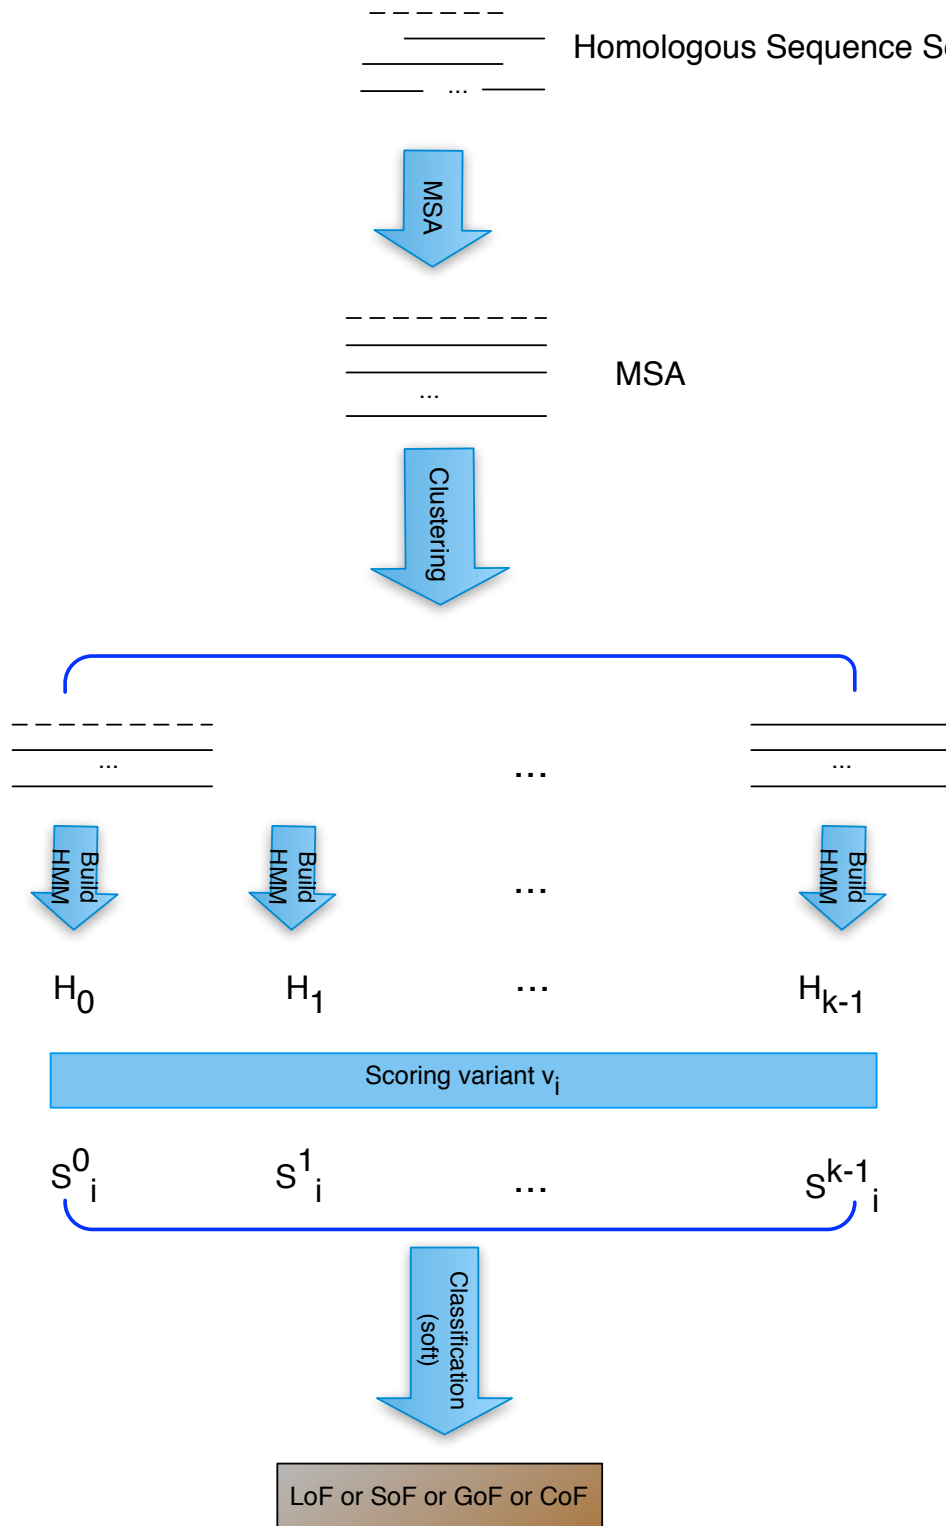 Homologous Sequence
...
MSA
MSA
...
Clustering
...
...
...
Build
HMM
Build
HMM
...
Build
HMM
H0
H1
...
Hk-1
Scoring variant vi
S0i
S1i
...
Sk-1i
Classification
(soft)
LoF or SoF or GoF or CoF